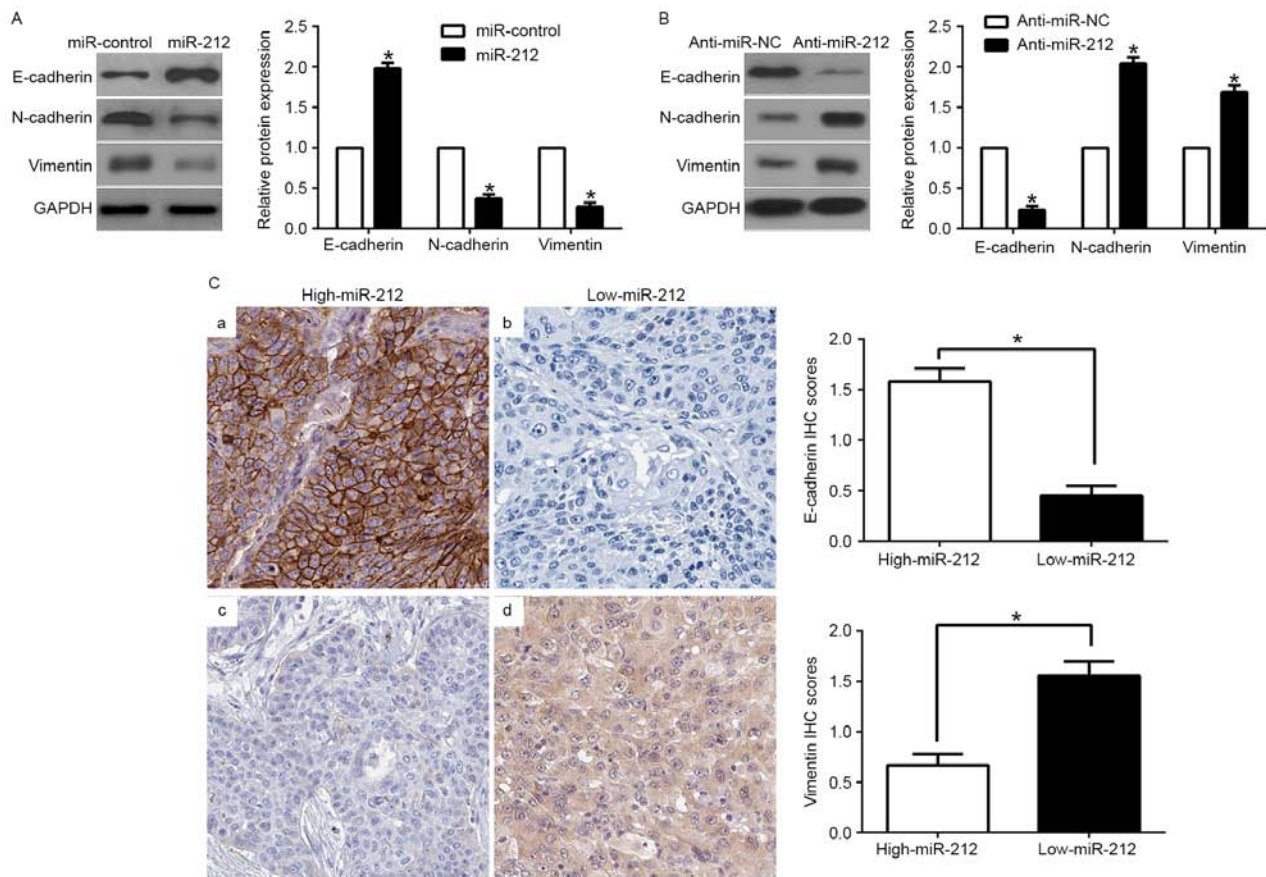 A
miR-control miR-212
E-cadherin
N-cadherin
Vimentin
GAPDH
Relative protein expression
2.5
2.0
1.5
1.0
0.5
0.0
miR-control
miR-212
*
*
*
E-cadherin N-cadherin Vimentin
B
Anti-miR-NC Anti-miR-212
E-cadherin
N-cadherin
Vimentin
GAPDH
Relative protein expression
2.5
2.0
1.5
1.0
0.5
0.0
Anti-miR-NC
Anti-miR-212
*
*
*
E-cadherin N-cadherin Vimentin
C
High-miR-212 Low-miR-212
a
b
c
d
E-cadherin IHC scores
2.0
1.5
1.0
0.5
0.0
*
High-miR-212 Low-miR-212
Vimentin IHC scores
2.0
1.5
1.0
0.5
0.0
*
High-miR-212 Low-miR-212